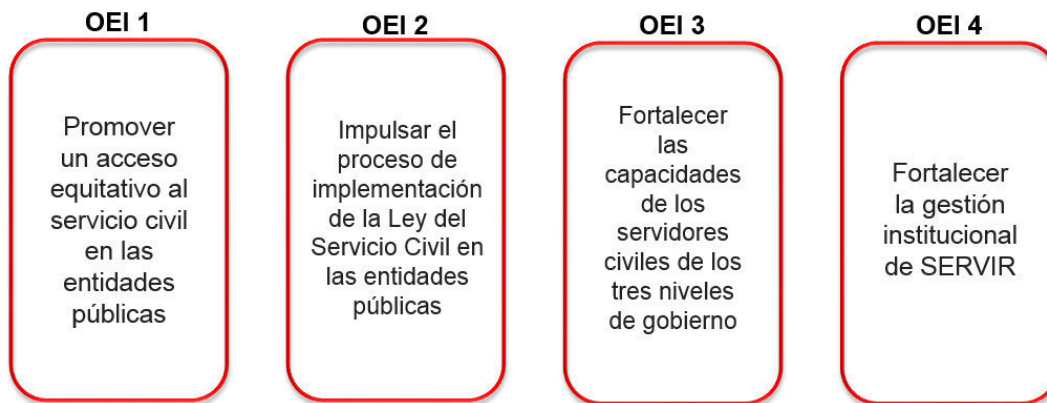 OEI 1
Promover
un acceso
equitativo al
servicio civil
en las
entidades
públicas
OEI 2
Impulsar el
proceso de
implementación
de la Ley del
Servicio Civil en
las entidades
públicas
OEI 3
Fortalecer
las
capacidades
de los
servidores
civiles de los
tres niveles
de gobierno
OEI 4
Fortalecer
la gestión
institucional
de SERVIR